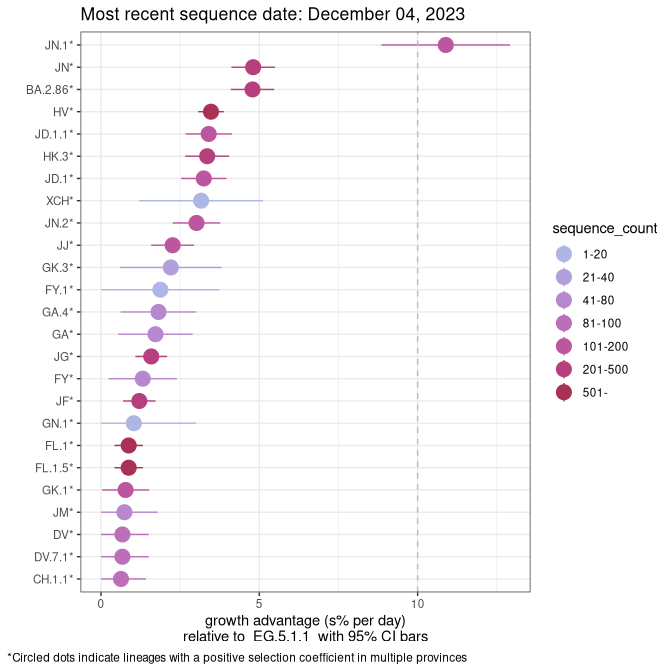 Most recent sequence date: December 04, 2023
JN.1*
JN*
BA.2.86*
HV*
JD.1.1*
HK.3*
JD.1*
XCH*
JN.2*
JJ*
GK.3*
FY.1*
GA.4*
GA*
JG*
FY*
JF*
GN.1*
FL.1*
FL.1.5*
GK.1*
JM*
DV*
DV.7.1*
CH.1.1*
0 5 10
growth advantage (s% per day)
relative to EG.5.1.1 with 95% CI bars
*Circled dots indicate lineages with a positive selection coefficient in multiple provinces
sequence_count
1-20
21-40
41-80
81-100
101-200
201-500
501-